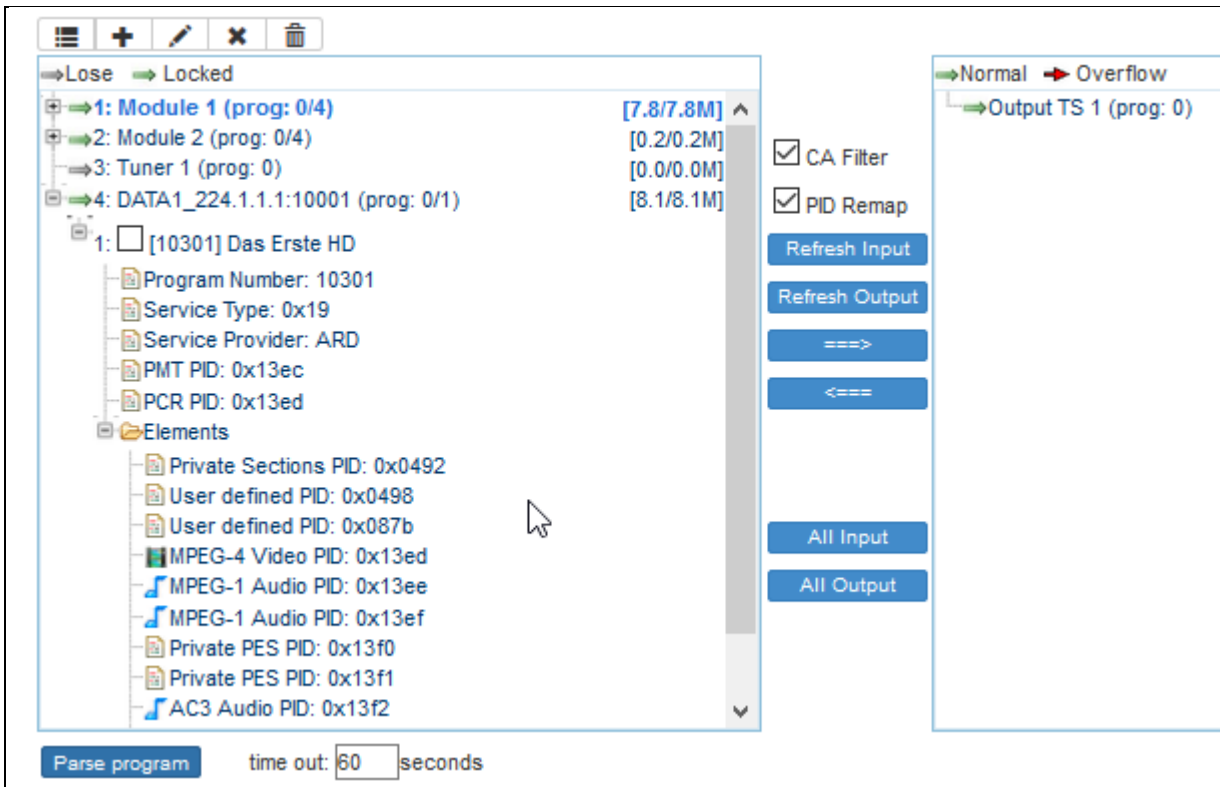 Lose Locked
1: Module 1 (prog: 0/4) [7.8/7.8M]
2: Module 2 (prog: 0/4) [0.2/0.2M]
3: Tuner 1 (prog: 0) [0.0/0.0M]
4: DATA1_224.1.1.1:10001 (prog: 0/1) [8.1/8.1M]
1: [10301] Das Erste HD
Program Number: 10301
Service Type: 0x19
Service Provider: ARD
PMT PID: 0x13ec
PCR PID: 0x13ed
Elements
Private Sections PID: 0x0492
User defined PID: 0x0498
User defined PID: 0x087b
MPEG-4 Video PID: 0x13ed
MPEG-1 Audio PID: 0x13ee
MPEG-1 Audio PID: 0x13ef
Private PES PID: 0x13f0
Private PES PID: 0x13f1
AC3 Audio PID: 0x13f2
CA Filter
PID Remap
Refresh Input
Refresh Output
===>
<===
All Input
All Output
Normal Overflow
Output TS 1 (prog: 0)
Parse program time out: 60 seconds